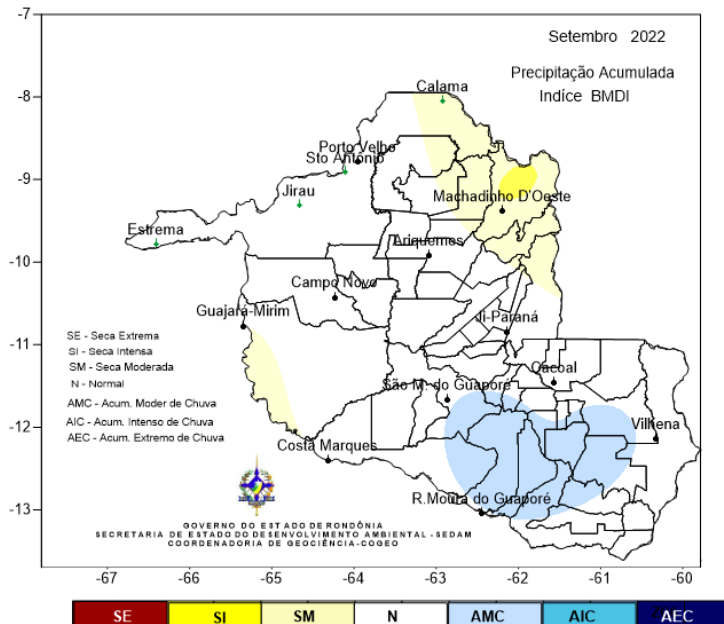 Setembro 2022
Precipitação Acumulada
Indíce BMDI
-7
-8
-9
-10
-11
-12
-13
Calama
Porto Velho
Sto Antônio
Jirau
Machadinho D'Oeste
Estrema
Ariquemes
Campo Novo
Guajará-Mirim
Ji-Paraná
Cacoal
São M. do Guaporé
Vilhena
Costa Marques
R.Moura do Guaporé
SE - Seca Extrema
SI - Seca Intensa
SM - Seca Moderada
N - Normal
AMC - Acum. Moder de Chuva
AIC - Acum. Intenso de Chuva
AEC - Acum. Extremo de Chuva
GOVERNO DO ESTADO DE RONDÔNIA
SECRETARIA DE ESTADO DO DESENVOLVIMENTO AMBIENTAL - SEDAM
COORDENADORIA DE GEOCIÊNCIA-COGEO
-67 -66 -65 -64 -63 -62 -61 -60
SE SI SM N AMC AIC AEC